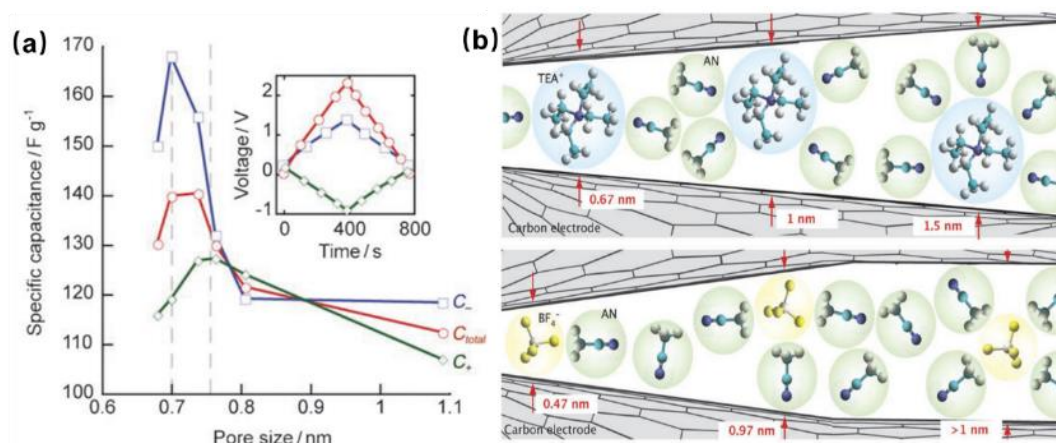 (a)
Specific capacitance / F g⁻¹
170
160
150
140
130
120
110
100
0.6
0.7
0.8
0.9
1.0
1.1
Pore size / nm
C₋
C_total
C₊
Voltage / V
2
1
0
-1
0
400
800
Time / s
(b)
TEA⁺
AN
0.67 nm
1 nm
1.5 nm
Carbon electrode
BF₄⁻
AN
0.47 nm
0.97 nm
>1 nm
Carbon electrode